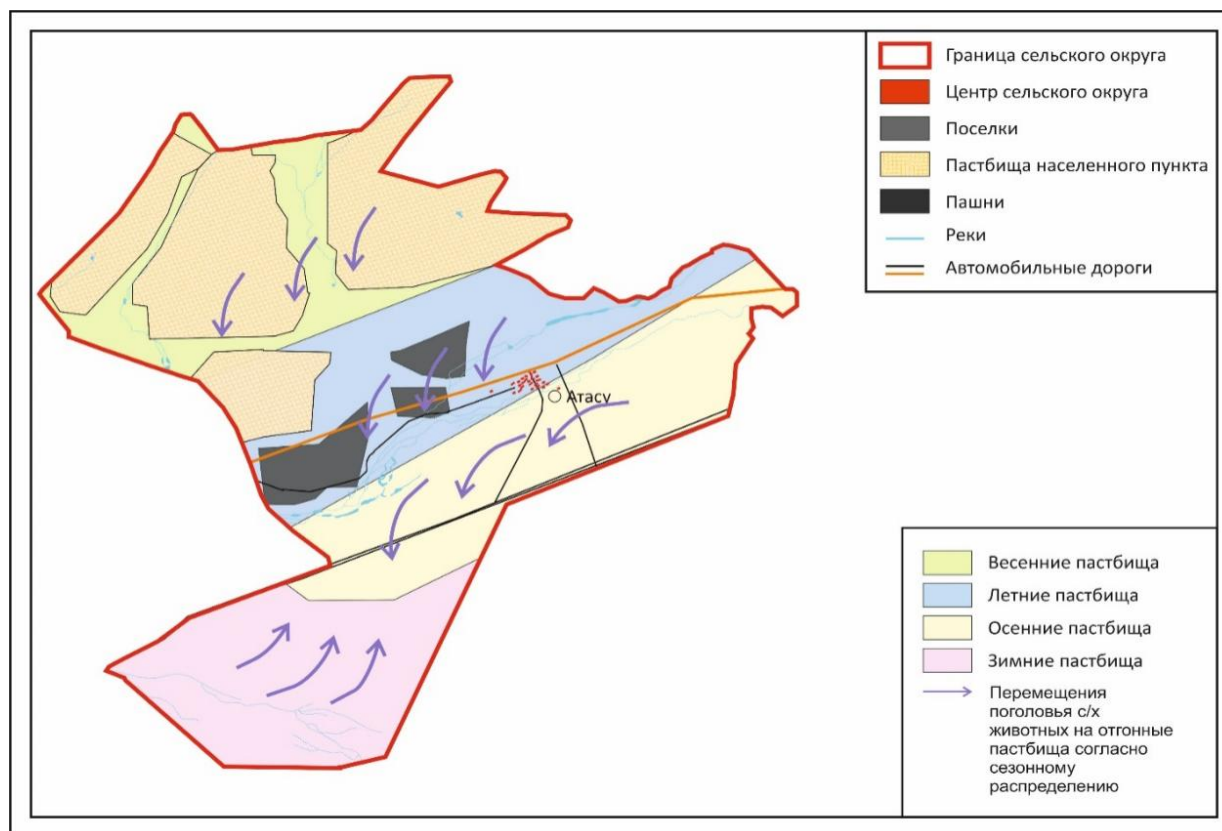 Граница сельского округа
Центр сельского округа
Поселки
Пастбища населенного пункта
Пашни
Реки
Автомобильные дороги
Атасу
Весенние пастбища
Летние пастбища
Осенние пастбища
Зимние пастбища
Перемещения
поголовья с/х
животных на отгонные
пастбища согласно
сезонному
распределению